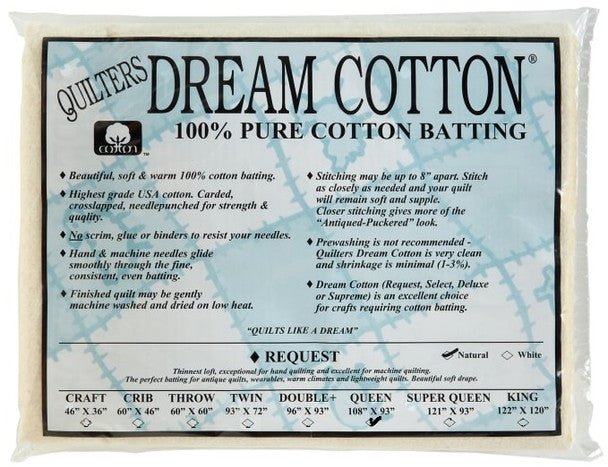 QUILTERS DREAM COTTON®
100% PURE COTTON BATTING
cotton™
♦ Beautiful, soft & warm 100% cotton batting.
♦ Highest grade USA cotton. Carded,
crosslapped, needlepunched for strength &
quqlity.
♦ No scrim, glue or binders to resist your needles.
♦ Hand & machine needles glide
smoothly through the fine,
consistent, even batting.
♦ Finished quilt may be gently
machine washed and dried on low heat.
♦ Stitching may be up to 8” apart. Stitch
as closely as needed and your quilt
will remain soft and supple.
Closer stitching gives more of the
“Antiqued-Puckered” look.
♦ Prewashing is not recommended -
Quilters Dream Cotton is very clean
and shrinkage is minimal (1-3%).
♦ Dream Cotton (Request, Select, Deluxe
or Supreme) is an excellent choice
for crafts requiring cotton batting.
“QUILTS LIKE A DREAM”
♦ REQUEST
Natural ◇ White
Thinnest loft, exceptional for hand quilting and excellent for machine quilting.
The perfect batting for antique quilts, wearables, warm climates and lightweight quilts. Beautiful soft drape.
CRAFT CRIB THROW TWIN DOUBLE+ QUEEN SUPER QUEEN KING
46” X 36” 60” X 46” 60” X 60” 93” X 72” 96” X 93” 108” X 93” 121” X 93” 122” X 120”